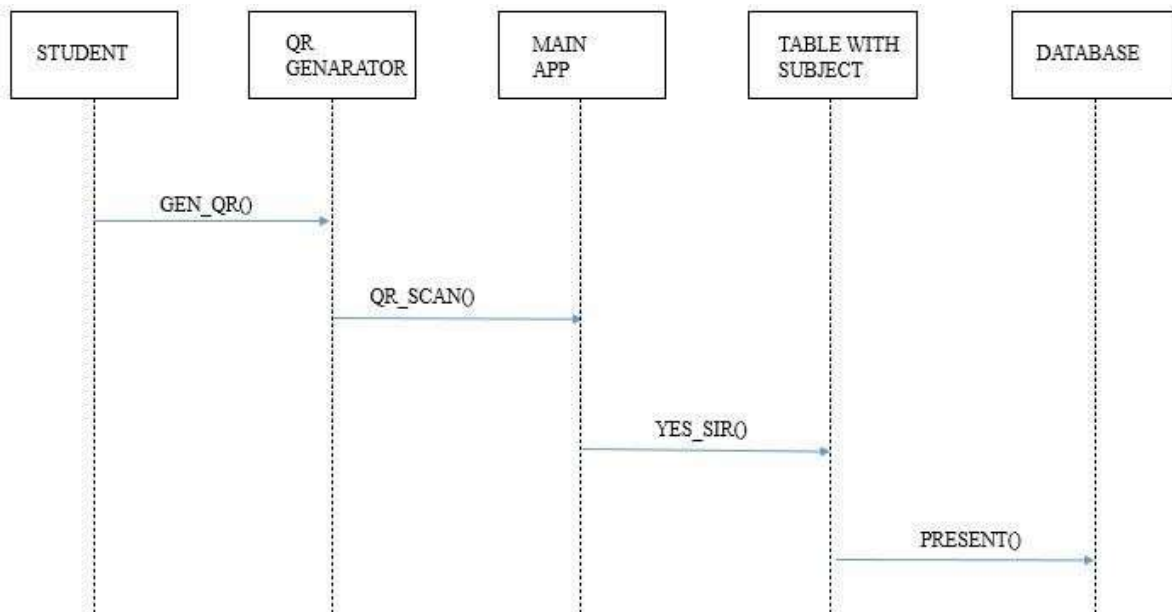 STUDENT
QR
GENARATOR
MAIN
APP
TABLE WITH
SUBJECT
DATABASE
GEN_QR()
QR_SCAN()
YES_SIR()
PRESENT()